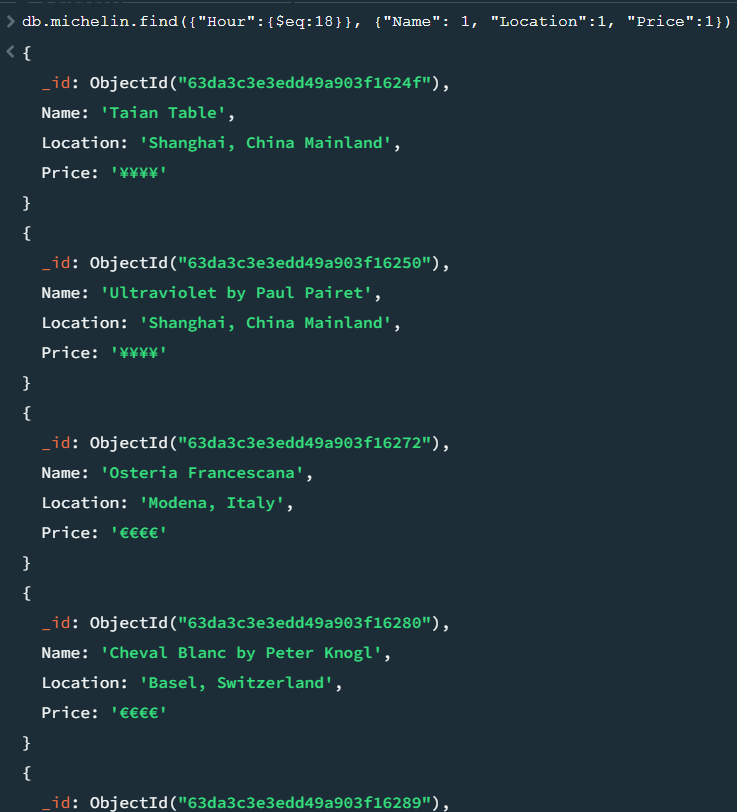 db.michelin.find({"Hour":{$eq:18}}, {"Name": 1, "Location":1, "Price":1})
{
_id: ObjectId("63da3c3e3edd49a903f1624f"),
Name: 'Taian Table',
Location: 'Shanghai, China Mainland',
Price: '¥¥¥¥'
}
{
_id: ObjectId("63da3c3e3edd49a903f16250"),
Name: 'Ultraviolet by Paul Pairet',
Location: 'Shanghai, China Mainland',
Price: '¥¥¥¥'
}
{
_id: ObjectId("63da3c3e3edd49a903f16272"),
Name: 'Osteria Francescana',
Location: 'Modena, Italy',
Price: '€€€€'
}
{
_id: ObjectId("63da3c3e3edd49a903f16280"),
Name: 'Cheval Blanc by Peter Knogl',
Location: 'Basel, Switzerland',
Price: '€€€€'
}
{
_id: ObjectId("63da3c3e3edd49a903f16289"),